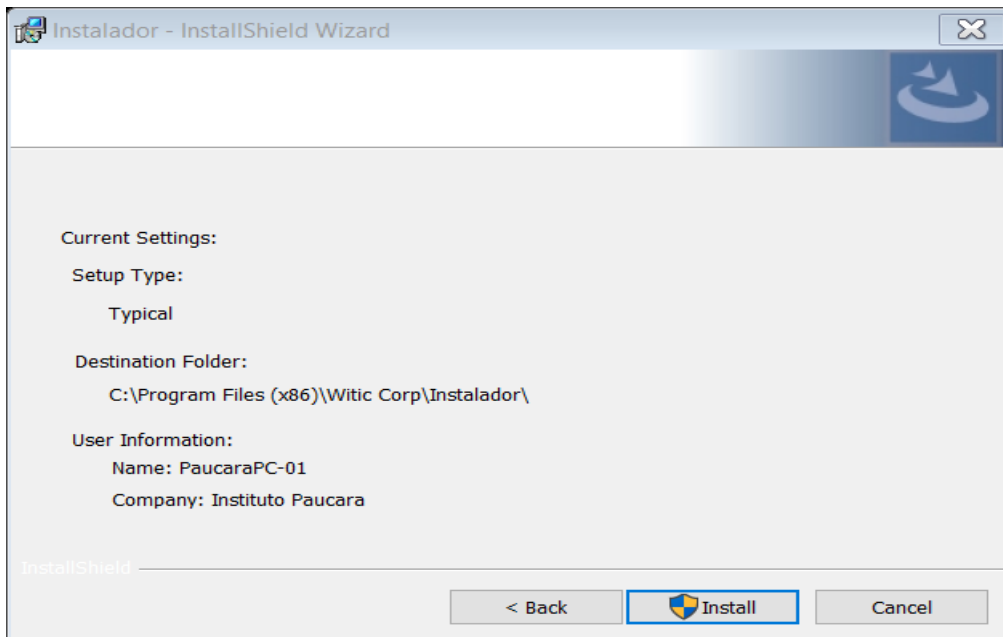 Instalador - InstallShield Wizard
Current Settings:
Setup Type:
Typical
Destination Folder:
C:\Program Files (x86)\Witic Corp\Instalador\
User Information:
Name: PaucaraPC-01
Company: Instituto Paucara
InstallShield
< Back
Install
Cancel